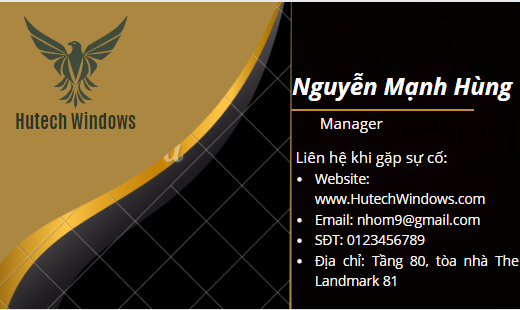 Hutech Windows
Nguyễn Mạnh Hùng
Manager
Liên hệ khi gặp sự cố:
• Website:
www.HutechWindows.com
• Email: nhom9@gmail.com
• SĐT: 0123456789
• Địa chỉ: Tầng 80, tòa nhà The
Landmark 81